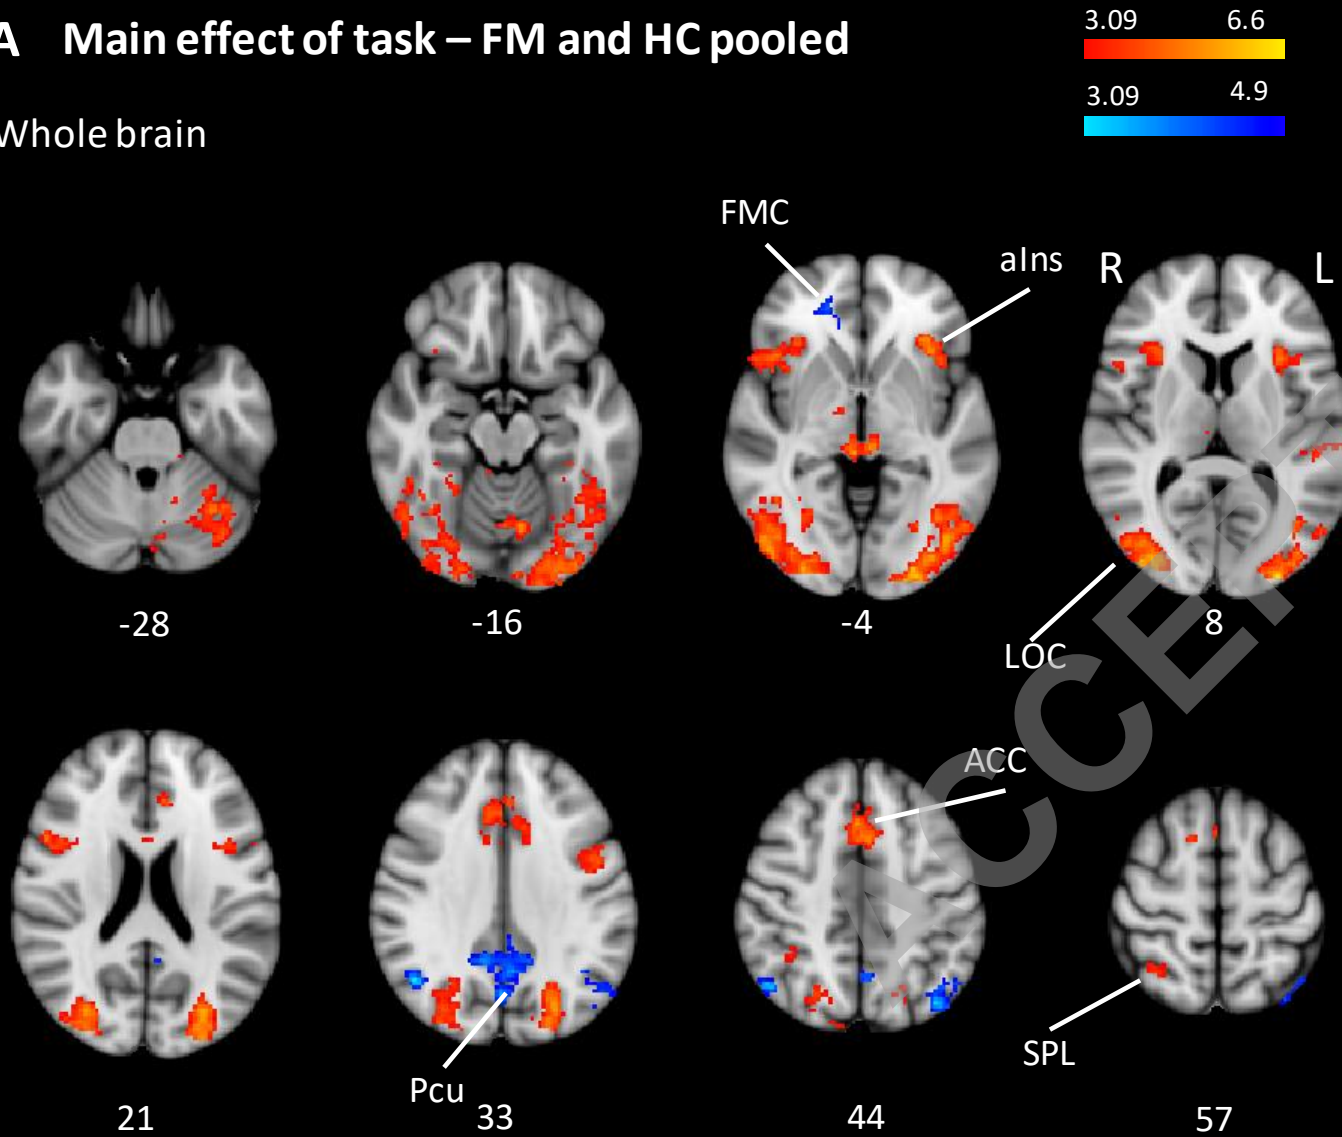 A Main effect of task – FM and HC pooled
3.09 6.6
3.09 4.9
Whole brain
FMC
aIns
R L
-28 -16 -4 8
LOC
ACC
SPL
Pcu
21 33 44 57